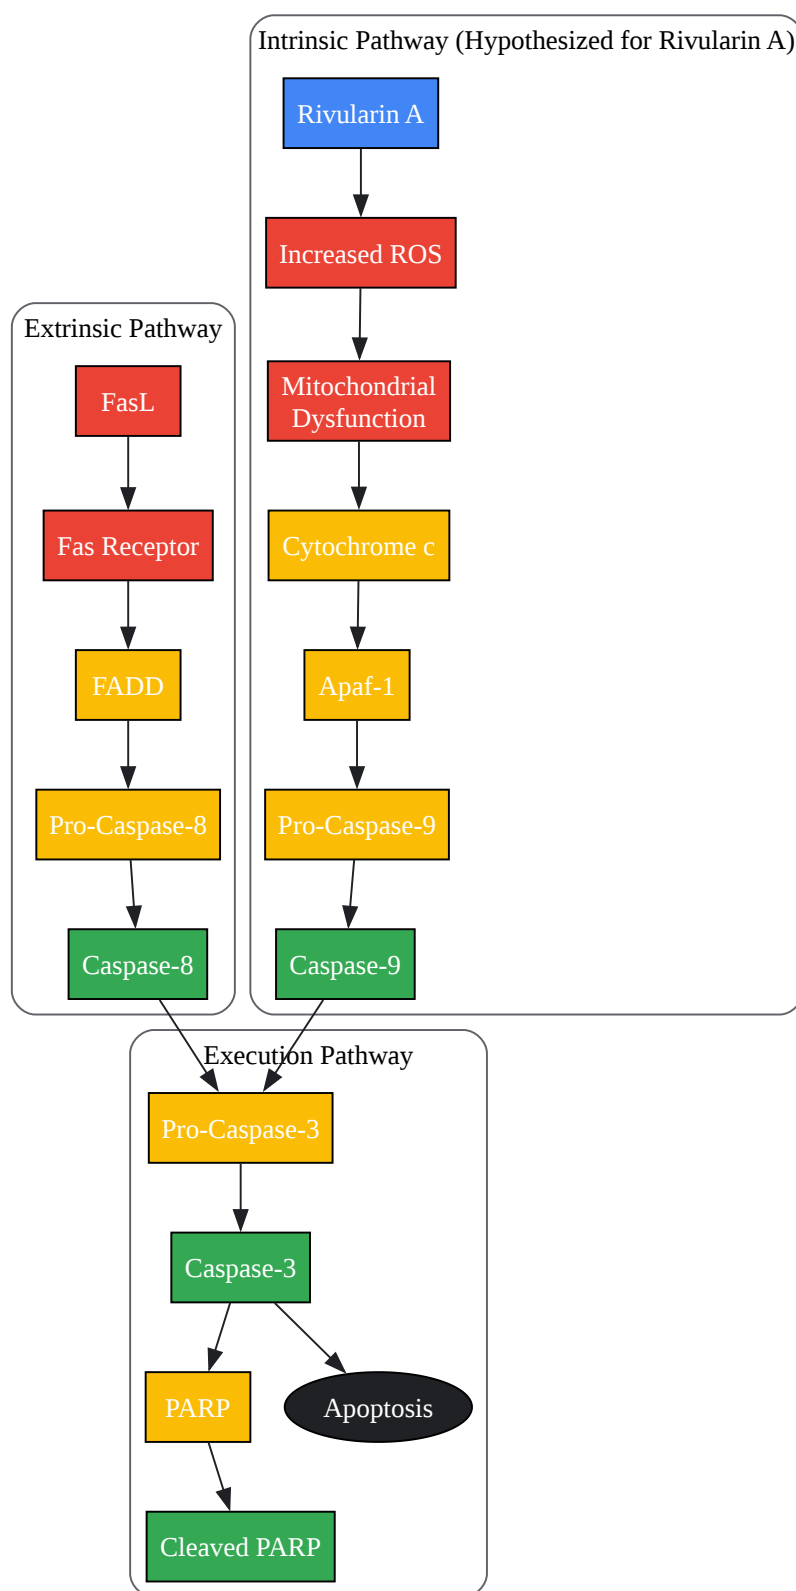 Intrinsic Pathway (Hypothesized for Rivularin A)
Rivularin A
Increased ROS
Mitochondrial
Dysfunction
Cytochrome c
Apaf-1
Pro-Caspase-9
Caspase-9
Extrinsic Pathway
FasL
Fas Receptor
FADD
Pro-Caspase-8
Caspase-8
Execution Pathway
Pro-Caspase-3
Caspase-3
PARP
Apoptosis
Cleaved PARP